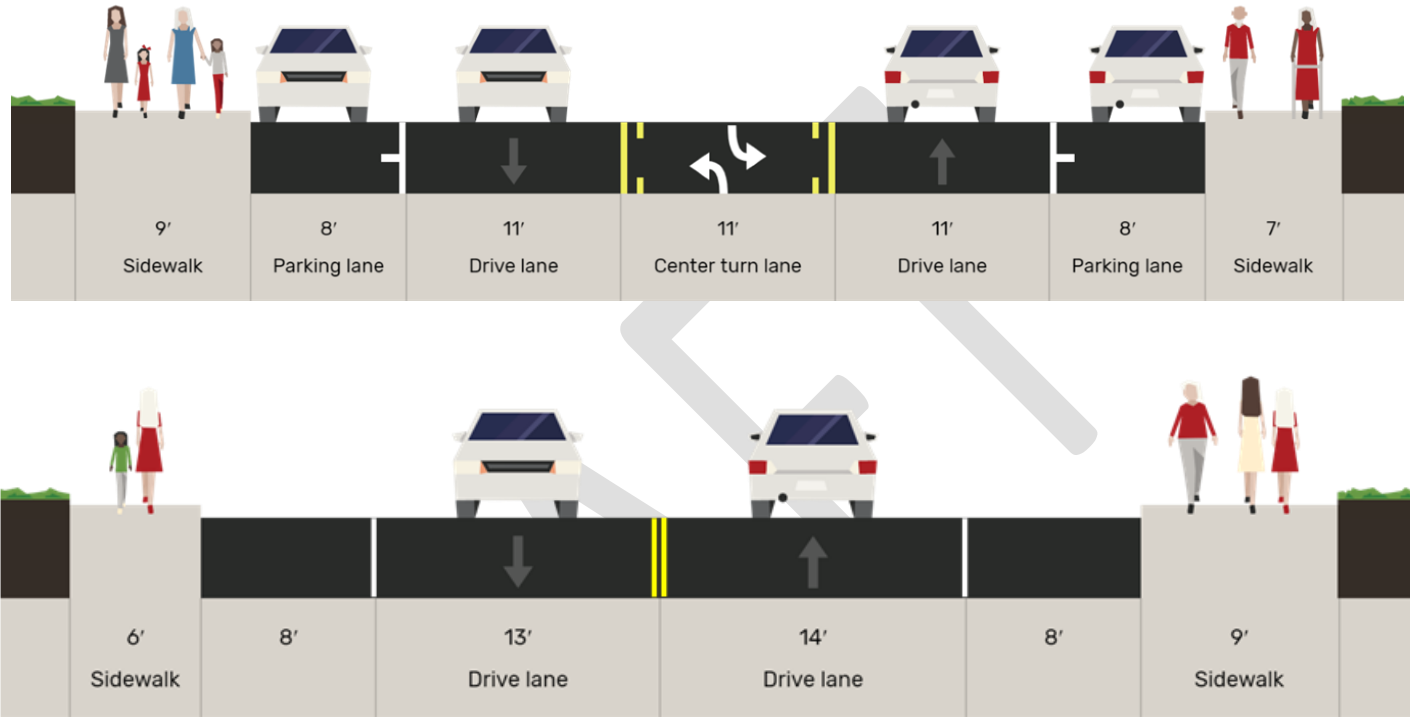 9′ 8′ 11′ 11′ 11′ 8′ 7′
Sidewalk Parking lane Drive lane Center turn lane Drive lane Parking lane Sidewalk
6′ 8′ 13′ 14′ 8′ 9′
Sidewalk Drive lane Drive lane Sidewalk